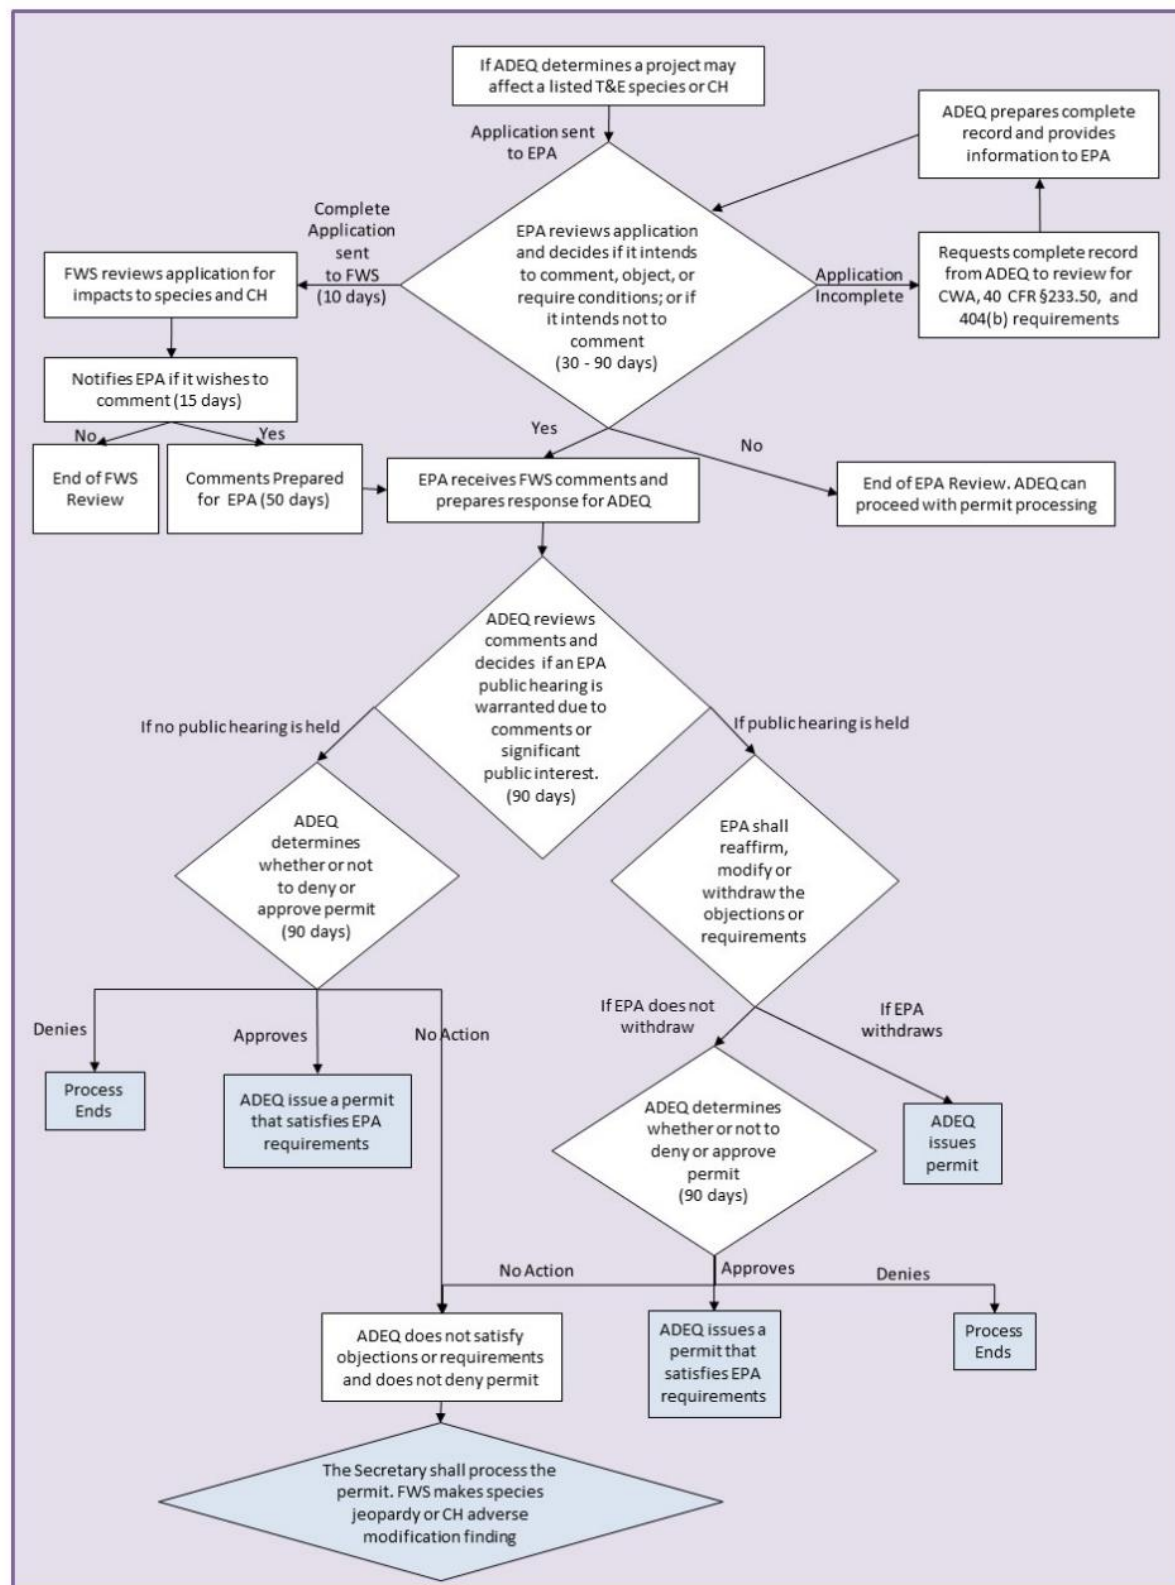 If ADEQ determines a project may
affect a listed T&E species or CH
Application sent
to EPA
ADEQ prepares complete
record and provides
information to EPA
Complete
Application
sent
to FWS
(10 days)
EPA reviews application
and decides if it intends
to comment, object, or
require conditions; or if
it intends not to
comment
(30 - 90 days)
Application
Incomplete
Requests complete record
from ADEQ to review for
CWA, 40 CFR §233.50, and
404(b) requirements
FWS reviews application for
impacts to species and CH
Notifies EPA if it wishes to
comment (15 days)
No
Yes
Yes
No
End of FWS
Review
Comments Prepared
for EPA (50 days)
EPA receives FWS comments and
prepares response for ADEQ
End of EPA Review. ADEQ can
proceed with permit processing
ADEQ reviews
comments and
decides if an EPA
public hearing is
warranted due to
comments or
significant
public interest.
(90 days)
If no public hearing is held
If public hearing is held
ADEQ
determines
whether or not
to deny or
approve permit
(90 days)
EPA shall
reaffirm,
modify or
withdraw the
objections or
requirements
Denies
Approves
No Action
If EPA does not
withdraw
If EPA
withdraws
Process
Ends
ADEQ issue a permit
that satisfies EPA
requirements
ADEQ determines
whether or not to
deny or approve
permit
(90 days)
ADEQ
issues
permit
No Action
Approves
Denies
ADEQ does not satisfy
objections or requirements
and does not deny permit
ADEQ issues a
permit that
satisfies EPA
requirements
Process
Ends
The Secretary shall process the
permit. FWS makes species
jeopardy or CH adverse
modification finding